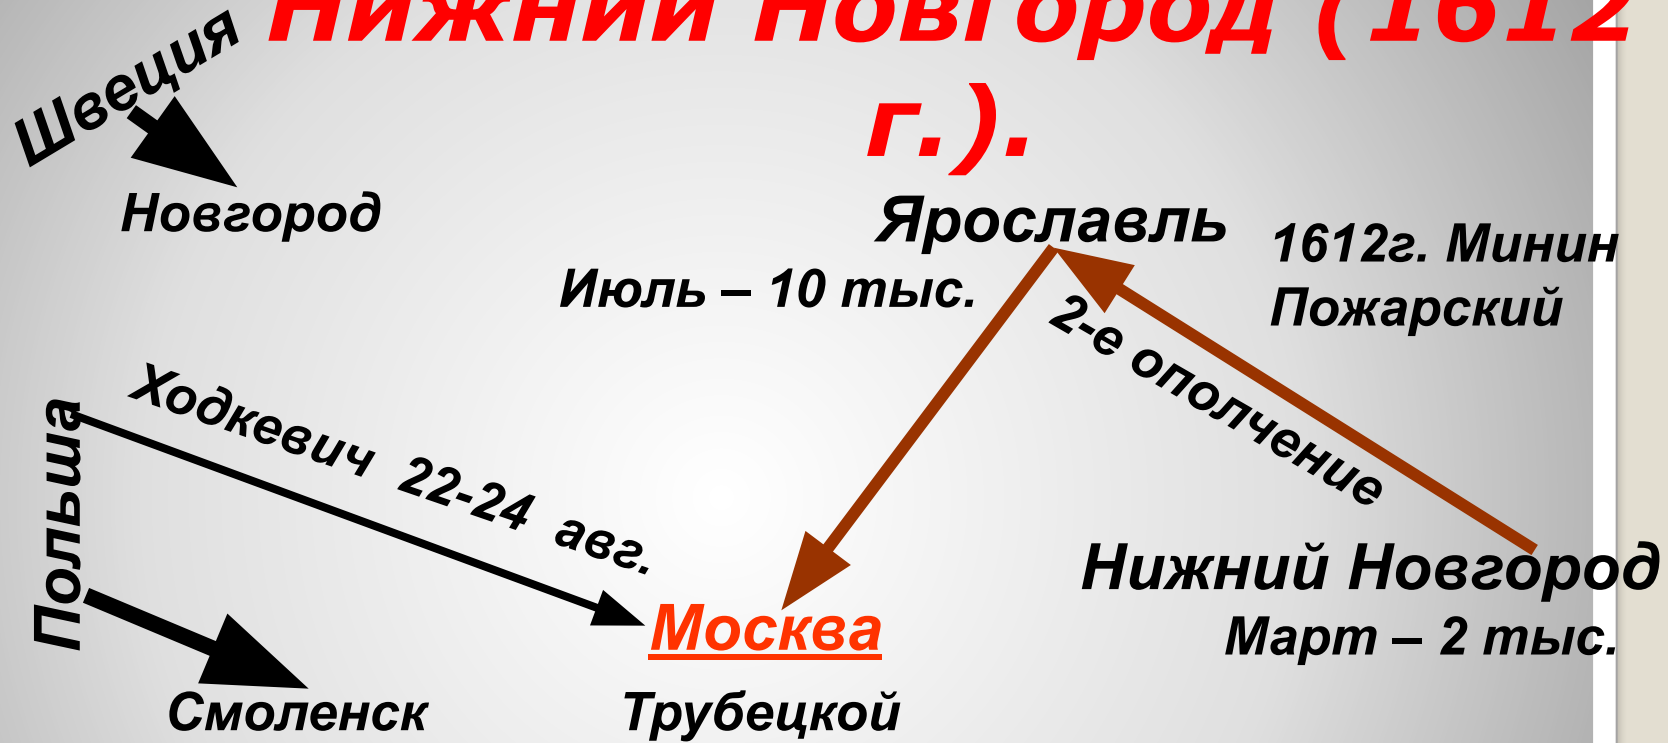 Нижний Новгород (1612
г.).
Швеция
Новгород
Ярославль
1612г. Минин
Пожарский
Июль – 10 тыс.
2-е ополчение
Ходкевич 22-24 авг.
Польша
Нижний Новгород
Март – 2 тыс.
Москва
Смоленск
Трубецкой